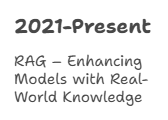 2021-Present
RAG – Enhancing
Models with Real-
World Knowledge